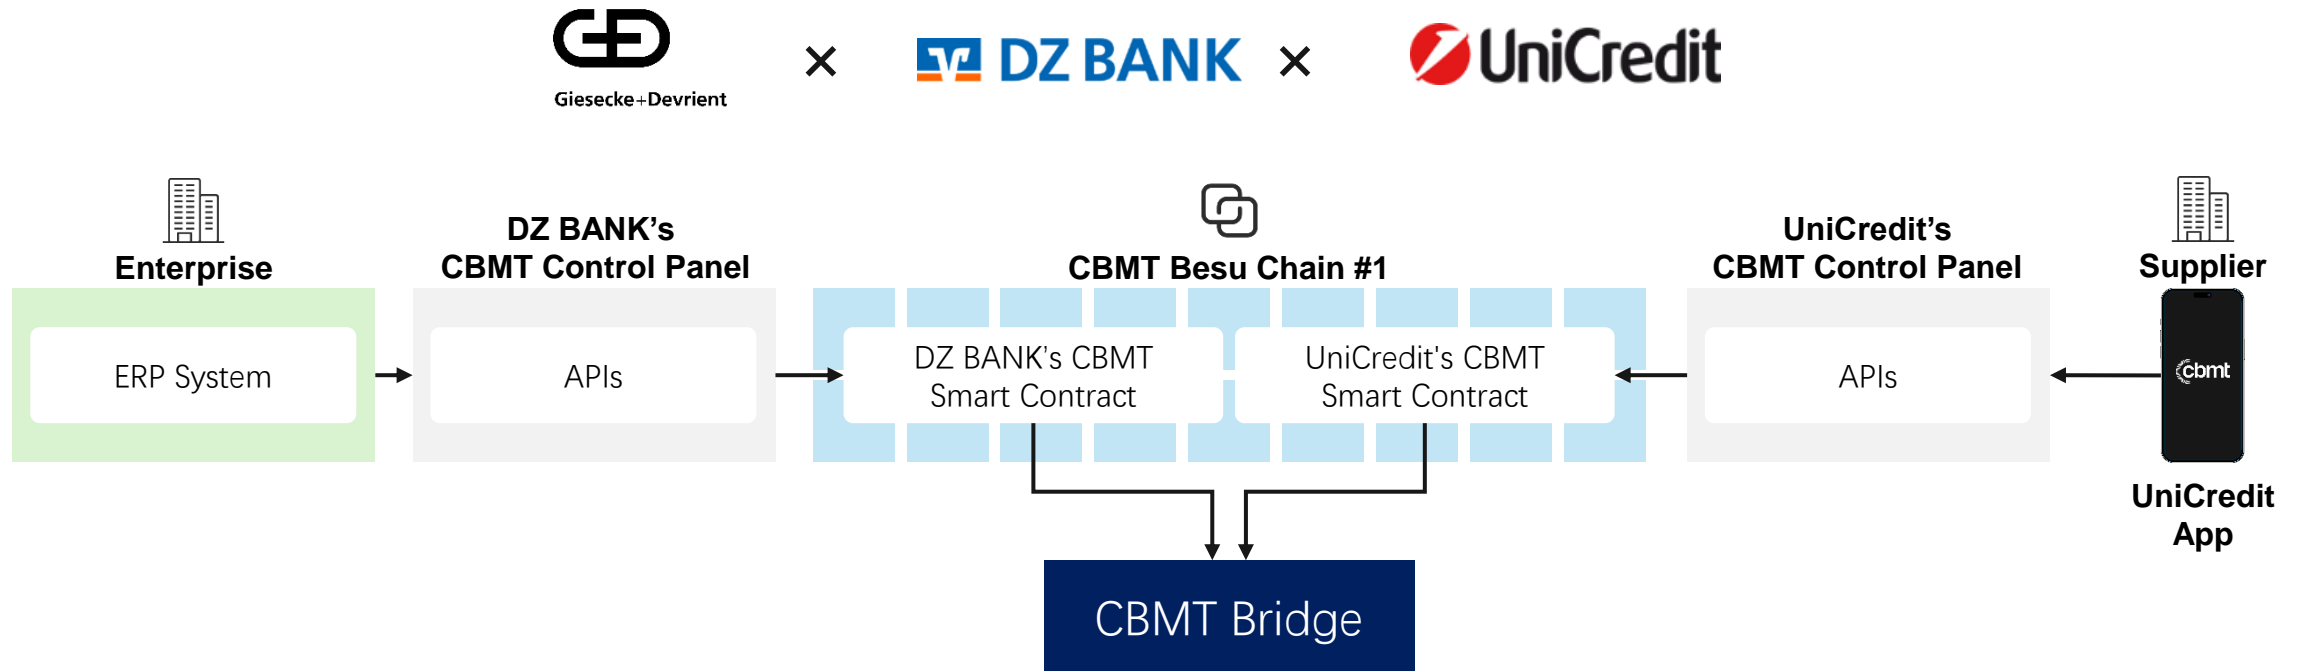 Giesecke+Devrient
DZ BANK
UniCredit
Enterprise
DZ BANK’s
CBMT Control Panel
CBMT Besu Chain #1
UniCredit’s
CBMT Control Panel
Supplier
ERP System
APIs
DZ BANK’s CBMT
Smart Contract
UniCredit's CBMT
Smart Contract
APIs
cbmt
UniCredit
App
CBMT Bridge